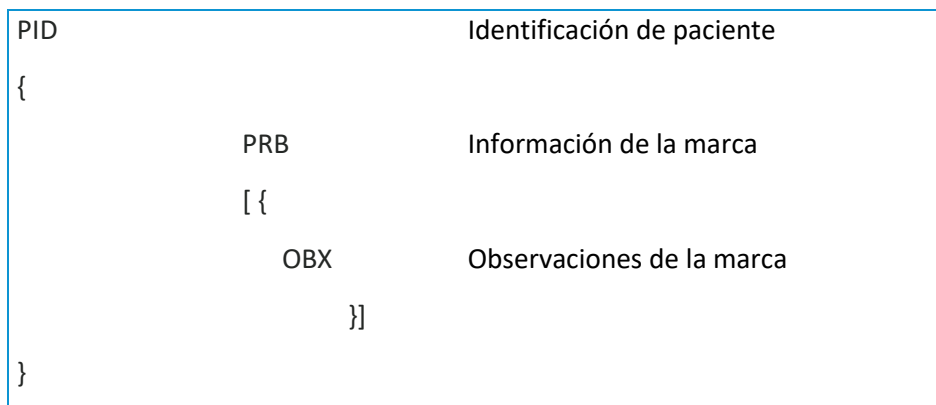 PID Identificación de paciente
{
PRB Información de la marca
[ {
OBX Observaciones de la marca
}]
}